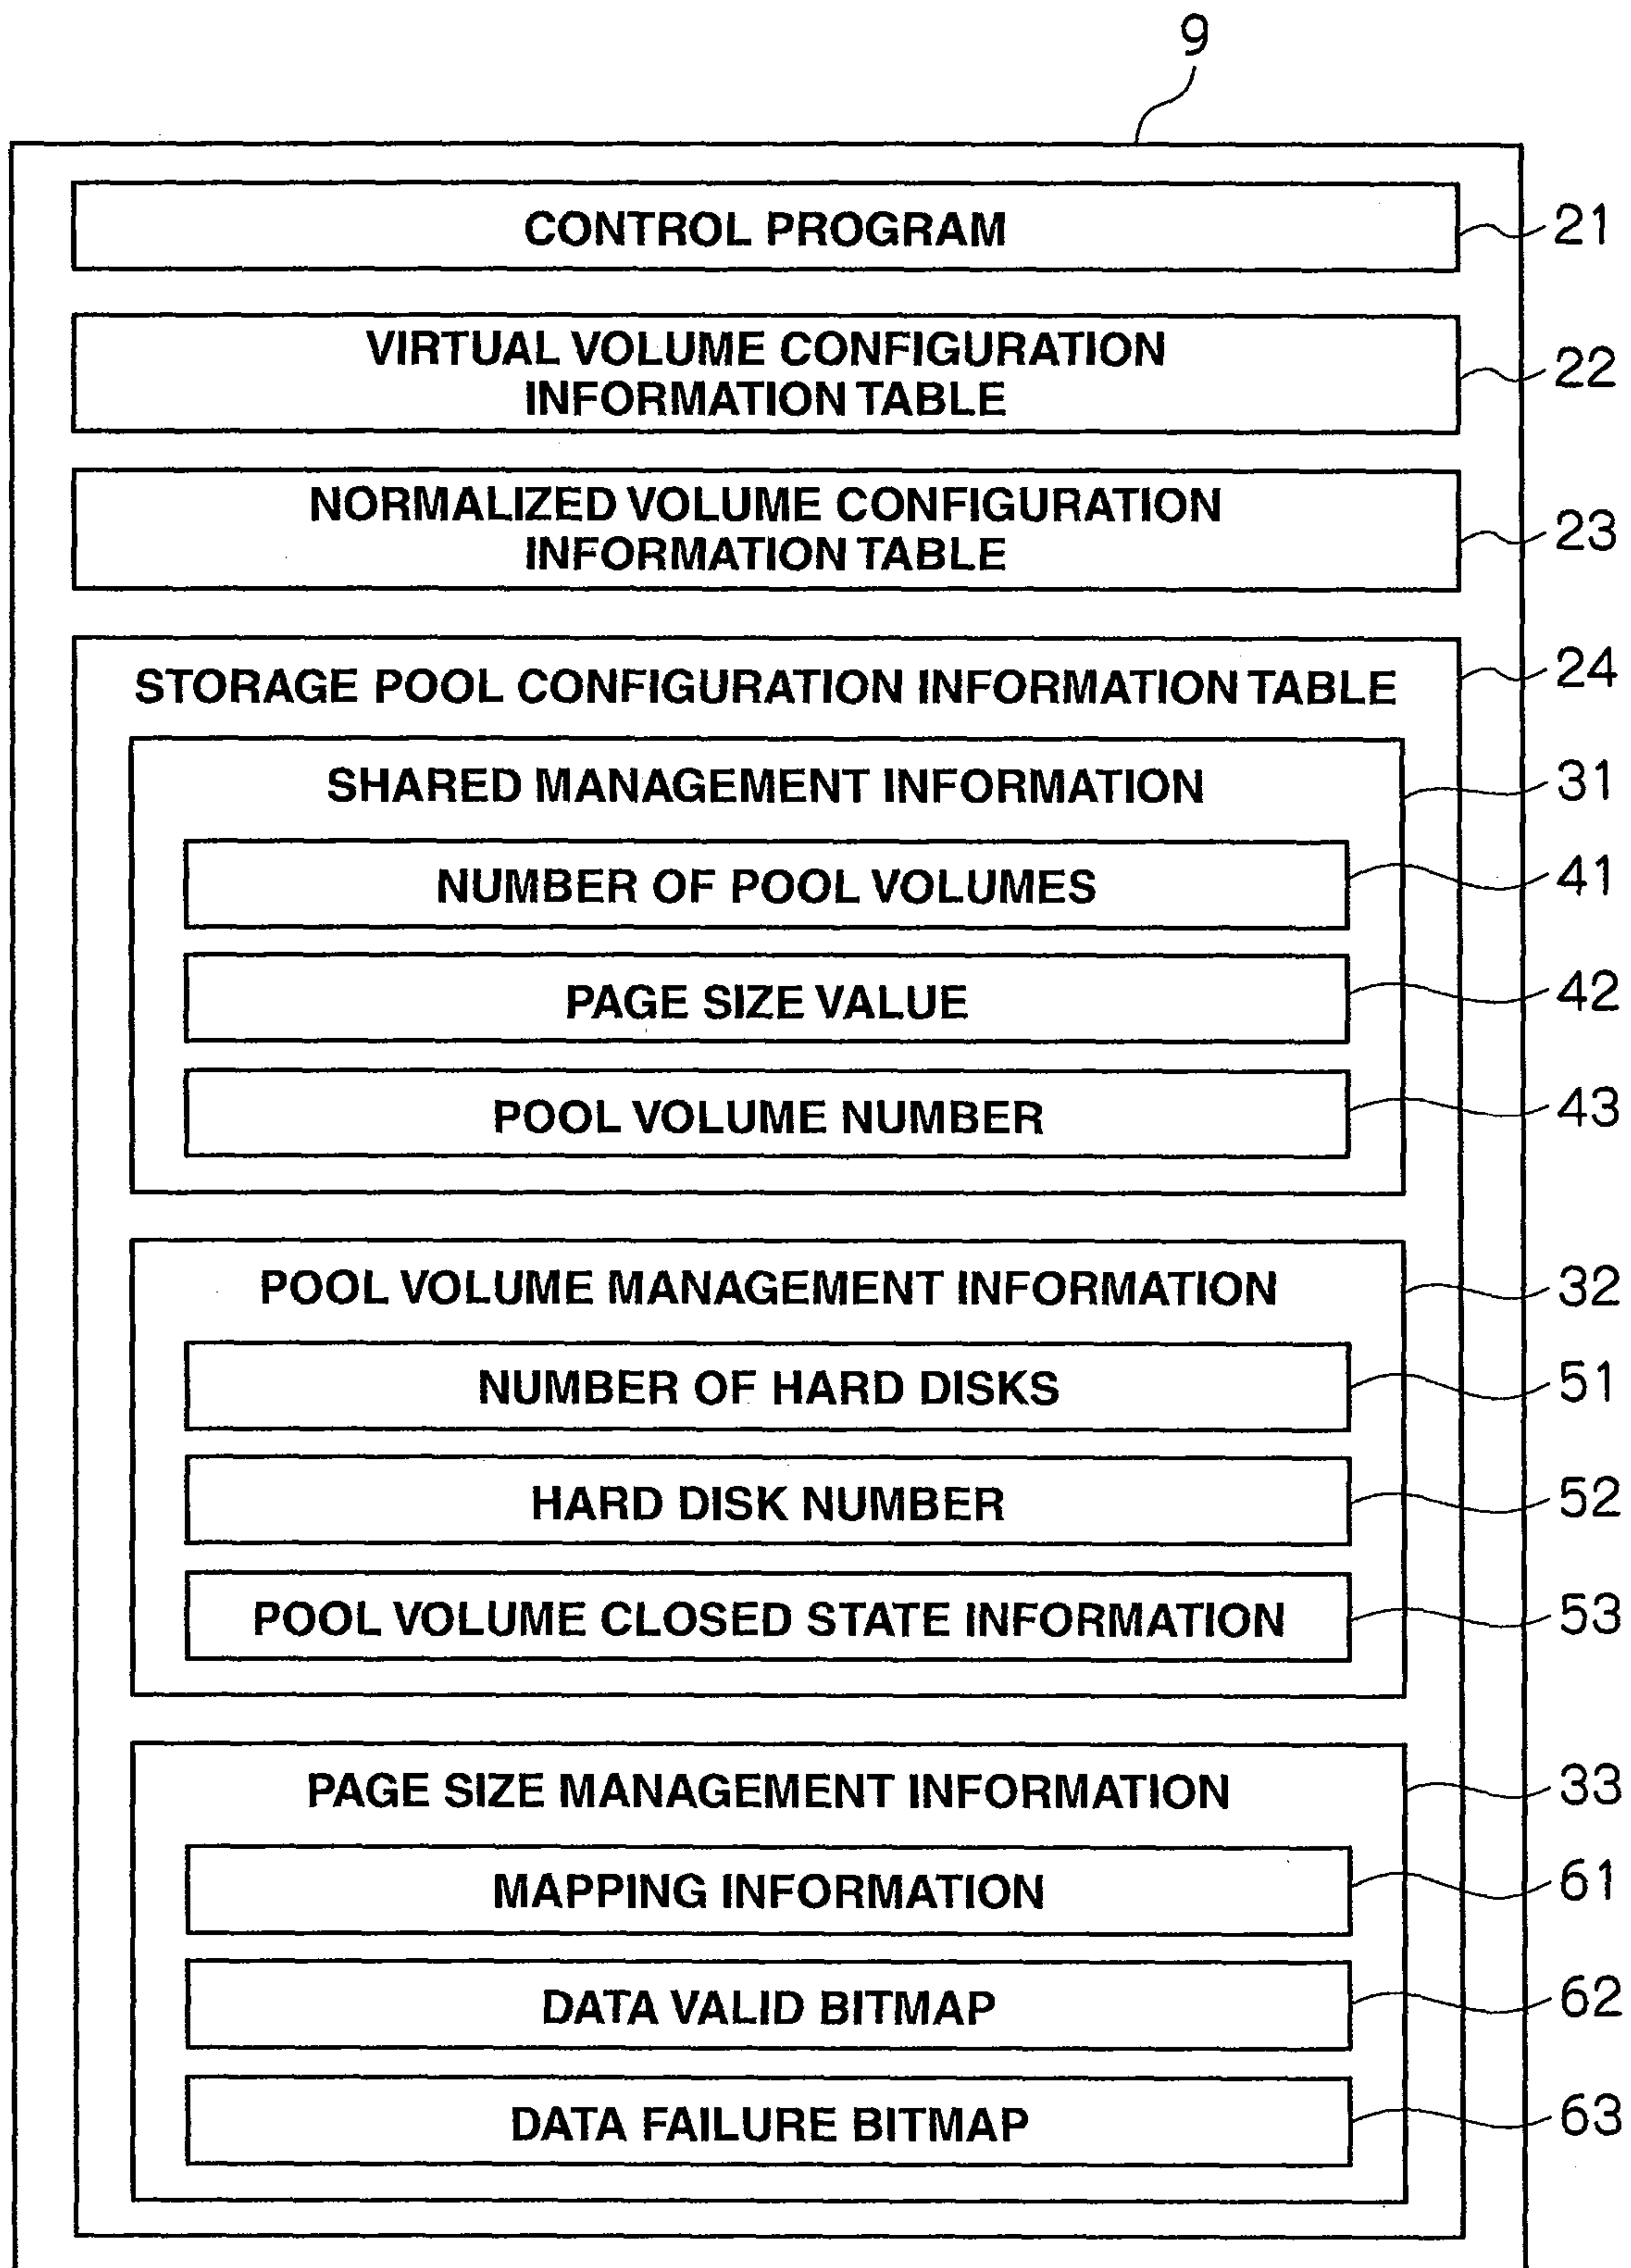 9
CONTROL PROGRAM
21
VIRTUAL VOLUME CONFIGURATION
INFORMATION TABLE
22
NORMALIZED VOLUME CONFIGURATION
INFORMATION TABLE
23
STORAGE POOL CONFIGURATION INFORMATION TABLE
24
SHARED MANAGEMENT INFORMATION
31
NUMBER OF POOL VOLUMES
41
PAGE SIZE VALUE
42
POOL VOLUME NUMBER
43
POOL VOLUME MANAGEMENT INFORMATION
32
NUMBER OF HARD DISKS
51
HARD DISK NUMBER
52
POOL VOLUME CLOSED STATE INFORMATION
53
PAGE SIZE MANAGEMENT INFORMATION
33
MAPPING INFORMATION
61
DATA VALID BITMAP
62
DATA FAILURE BITMAP
63